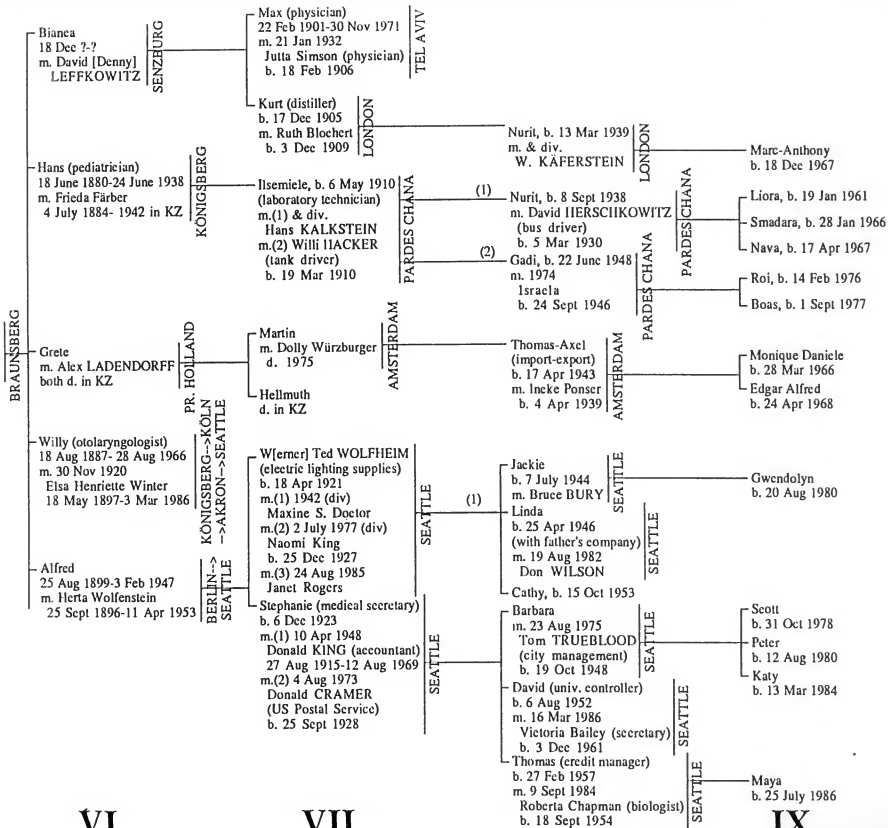 BRAUNSBERG
Bianca
18 Dec ?-?
m. David [Denny]
LEFFKOWITZ
SENZBURG
Hans (pediatrician)
18 June 1880-24 June 1938
m. Frieda Färber
4 July 1884- 1942 in KZ
KÖNIGSBERG
Grete
m. Alex LADENDORFF
both d. in KZ
PR. HOLLAND
Willy (otolaryngologist)
18 Aug 1887- 28 Aug 1966
m. 30 Nov 1920
Elsa Henriette Winter
18 May 1897-3 Mar 1986
KÖNIGSBERG-->KÖLN
->AKRON-->SEATTLE
Alfred
25 Aug 1899-3 Feb 1947
m. Herta Wolfenstein
25 Sept 1896-11 Apr 1953
BERLIN-->
SEATTLE
VI
Max (physician)
22 Feb 1901-30 Nov 1971
m. 21 Jan 1932
Jutta Simson (physician)
b. 18 Feb 1906
TEL AVIV
Kurt (distiller)
b. 17 Dec 1905
m. Ruth Blochert
b. 3 Dec 1909
LONDON
Ilsemiele, b. 6 May 1910
(laboratory technician)
m.(1) & div.
Hans KALKSTEIN
m.(2) Willi HACKER
(tank driver)
b. 19 Mar 1910
PARDES CHANA
(1)
(2)
Martin
m. Dolly Würzburger
d. 1975
AMSTERDAM
Hellmuth
d. in KZ
W[erner] Ted WOLFHEIM
(electric lighting supplies)
b. 18 Apr 1921
m.(1) 1942 (div)
Maxine S. Doctor
m.(2) 2 July 1977 (div)
Naomi King
b. 25 Dec 1927
m.(3) 24 Aug 1985
Janet Rogers
SEATTLE
(1)
Stephanie (medical secretary)
b. 6 Dec 1923
m.(1) 10 Apr 1948
Donald KING (accountant)
27 Aug 1915-12 Aug 1969
m.(2) 4 Aug 1973
Donald CRAMER
(US Postal Service)
b. 25 Sept 1928
SEATTLE
VII
Nurit, b. 13 Mar 1939
m. & div.
W. KÄFERSTEIN
LONDON
Nurit, b. 8 Sept 1938
m. David HERSCHKOWITZ
(bus driver)
b. 5 Mar 1930
PARDES CHANA
Gadi, b. 22 June 1948
m. 1974
Israela
b. 24 Sept 1946
PARDES CHANA
Thomas-Axel
(import-export)
b. 17 Apr 1943
m. Ineke Ponser
b. 4 Apr 1939
AMSTERDAM
Jackie
b. 7 July 1944
m. Bruce BURY
SEATTLE
Linda
b. 25 Apr 1946
(with father's company)
m. 19 Aug 1982
Don WILSON
SEATTLE
Cathy, b. 15 Oct 1953
Barbara
m. 23 Aug 1975
Tom TRUEBLOOD
(city management)
b. 19 Oct 1948
SEATTLE
David (univ. controller)
b. 6 Aug 1952
m. 16 Mar 1986
Victoria Bailey (secretary)
b. 3 Dec 1961
SEATTLE
Thomas (credit manager)
b. 27 Feb 1957
m. 9 Sept 1984
Roberta Chapman (biologist)
b. 18 Sept 1954
SEATTLE
Marc-Anthony
b. 18 Dec 1967
Liora, b. 19 Jan 1961
Smadara, b. 28 Jan 1966
Nava, b. 17 Apr 1967
Roi, b. 14 Feb 1976
Boas, b. 1 Sept 1977
Monique Daniele
b. 28 Mar 1966
Edgar Alfred
b. 24 Apr 1968
Gwendolyn
b. 20 Aug 1980
Scott
b. 31 Oct 1978
Peter
b. 12 Aug 1980
Katy
b. 13 Mar 1984
Maya
b. 25 July 1986
IX